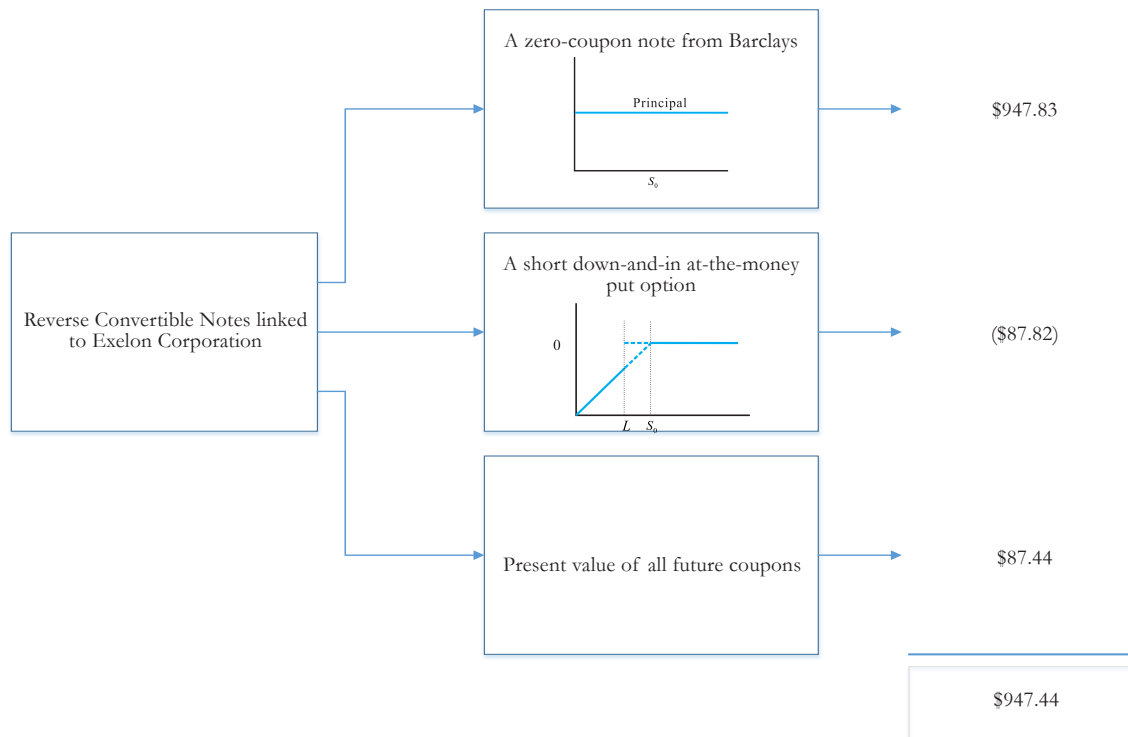 A zero-coupon note from Barclays
Principal
S₀
$947.83
Reverse Convertible Notes linked
to Exelon Corporation
A short down-and-in at-the-money
put option
0
L S₀
($87.82)
Present value of all future coupons
$87.44
$947.44